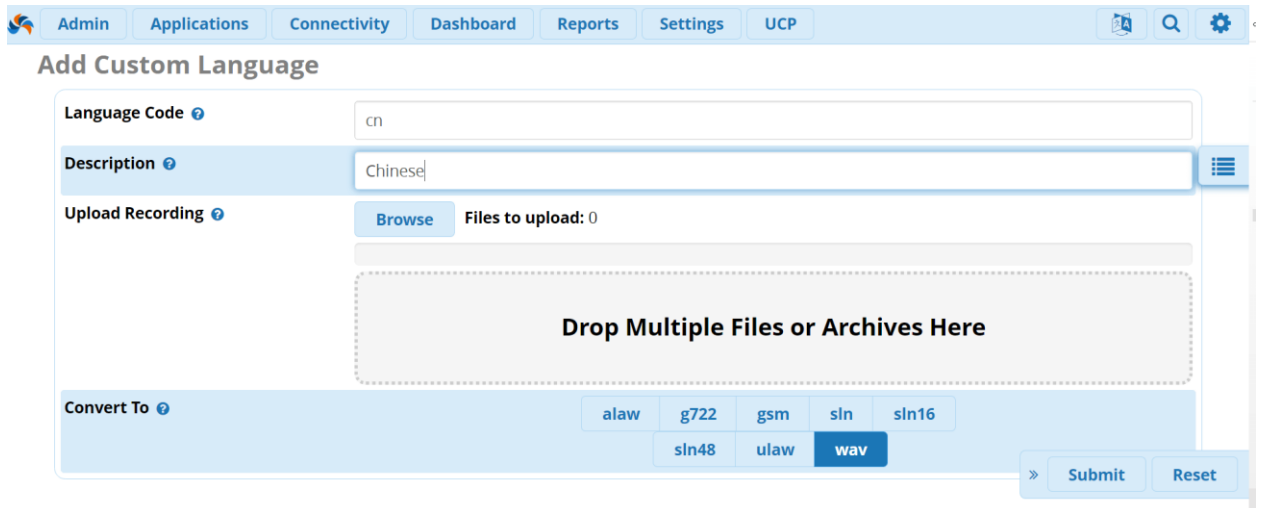 Admin Applications Connectivity Dashboard Reports Settings UCP
Add Custom Language
Language Code
cn
Description
Chinese
Upload Recording
Browse Files to upload: 0
Drop Multiple Files or Archives Here
Convert To
alaw g722 gsm sln sln16
sln48 ulaw wav
» Submit Reset